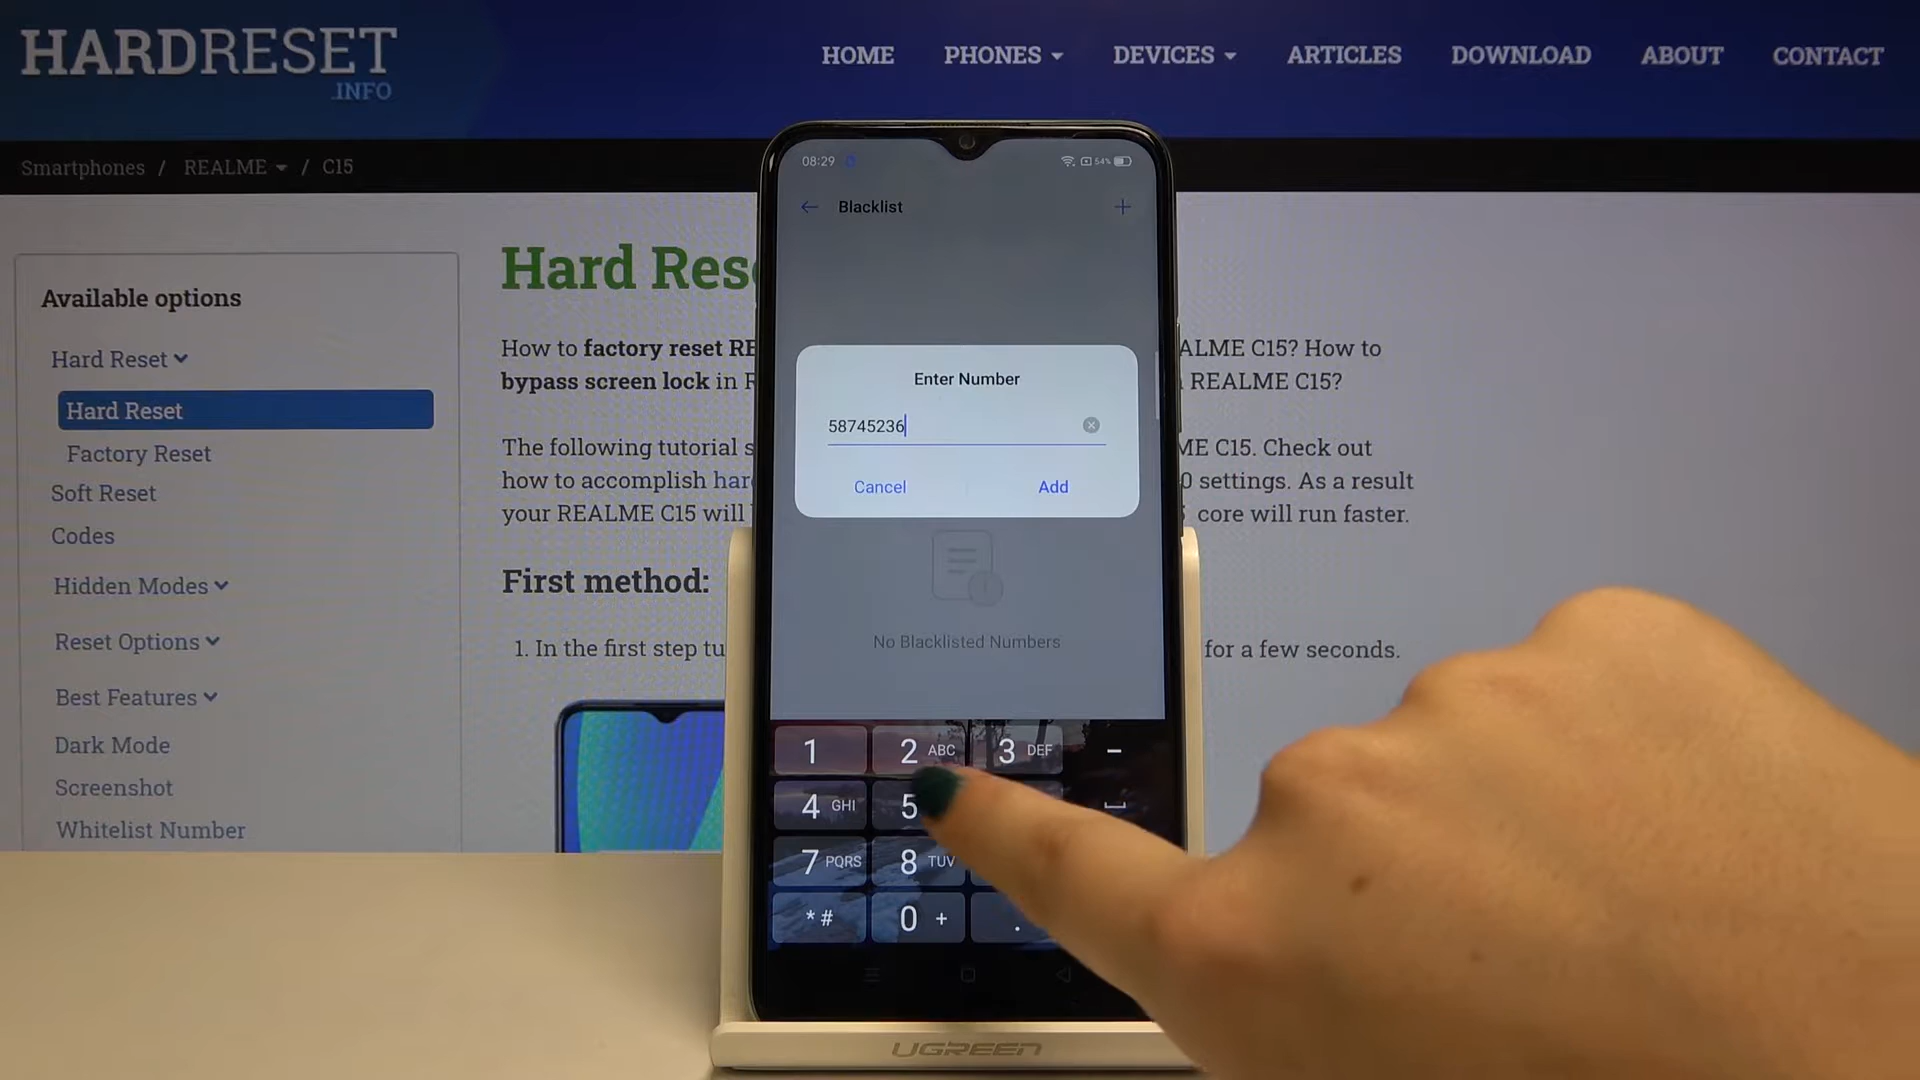 HARDRESET
.INFO
HOME PHONES DEVICES ARTICLES DOWNLOAD ABOUT CONTACT
Smartphones / REALME / C15
Available options
Hard Reset
Hard Reset
Factory Reset
Soft Reset
Codes
Hidden Modes
Reset Options
Best Features
Dark Mode
Screenshot
Whitelist Number
Hard
How to factory reset
ALME C15? How to
bypass screen lock in
REALME C15?
The following tutorial
ME C15. Check out
how to accomplish
0 settings. As a result
your REALME C15 will
core will run faster.
First method:
1. In the first step
for a few seconds.
08:29 54%
Blacklist
Enter Number
58745236
Cancel Add
No Blacklisted Numbers
1 2 ABC 3 DEF -
4 GHI 5
7 PQRS 8 TUV
*# 0 + .
UGREEN